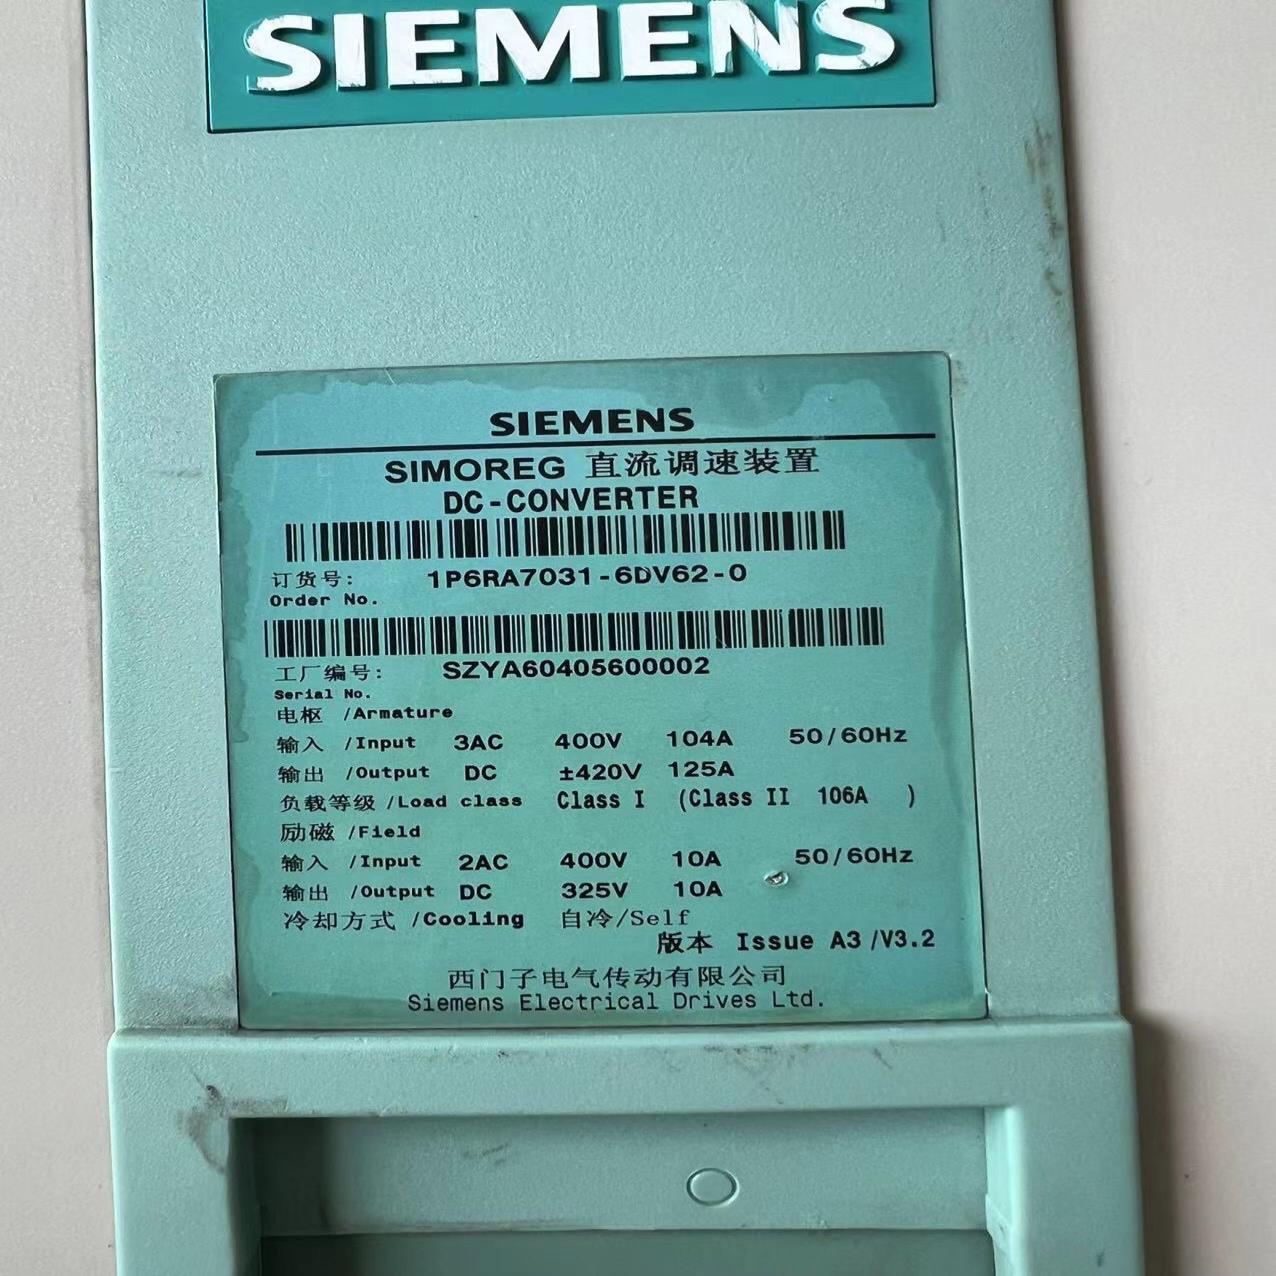 SIEMENS
SIEMENS
SIMOREG 直流调速装置
DC-CONVERTER
订货号: 1P6RA7031-6DV62-0
Order No.
工厂编号: SZYA60405600002
Serial No.
电枢 /Armature
输入 /Input 3AC 400V 104A 50/60Hz
输出 /Output DC ±420V 125A
负载等级 /Load class Class I (Class II 106A )
励磁 /Field
输入 /Input 2AC 400V 10A 50/60Hz
输出 /Output DC 325V 10A
冷却方式 /Cooling 自冷/Self
版本 Issue A3 /V3.2
西门子电气传动有限公司
Siemens Electrical Drives Ltd.